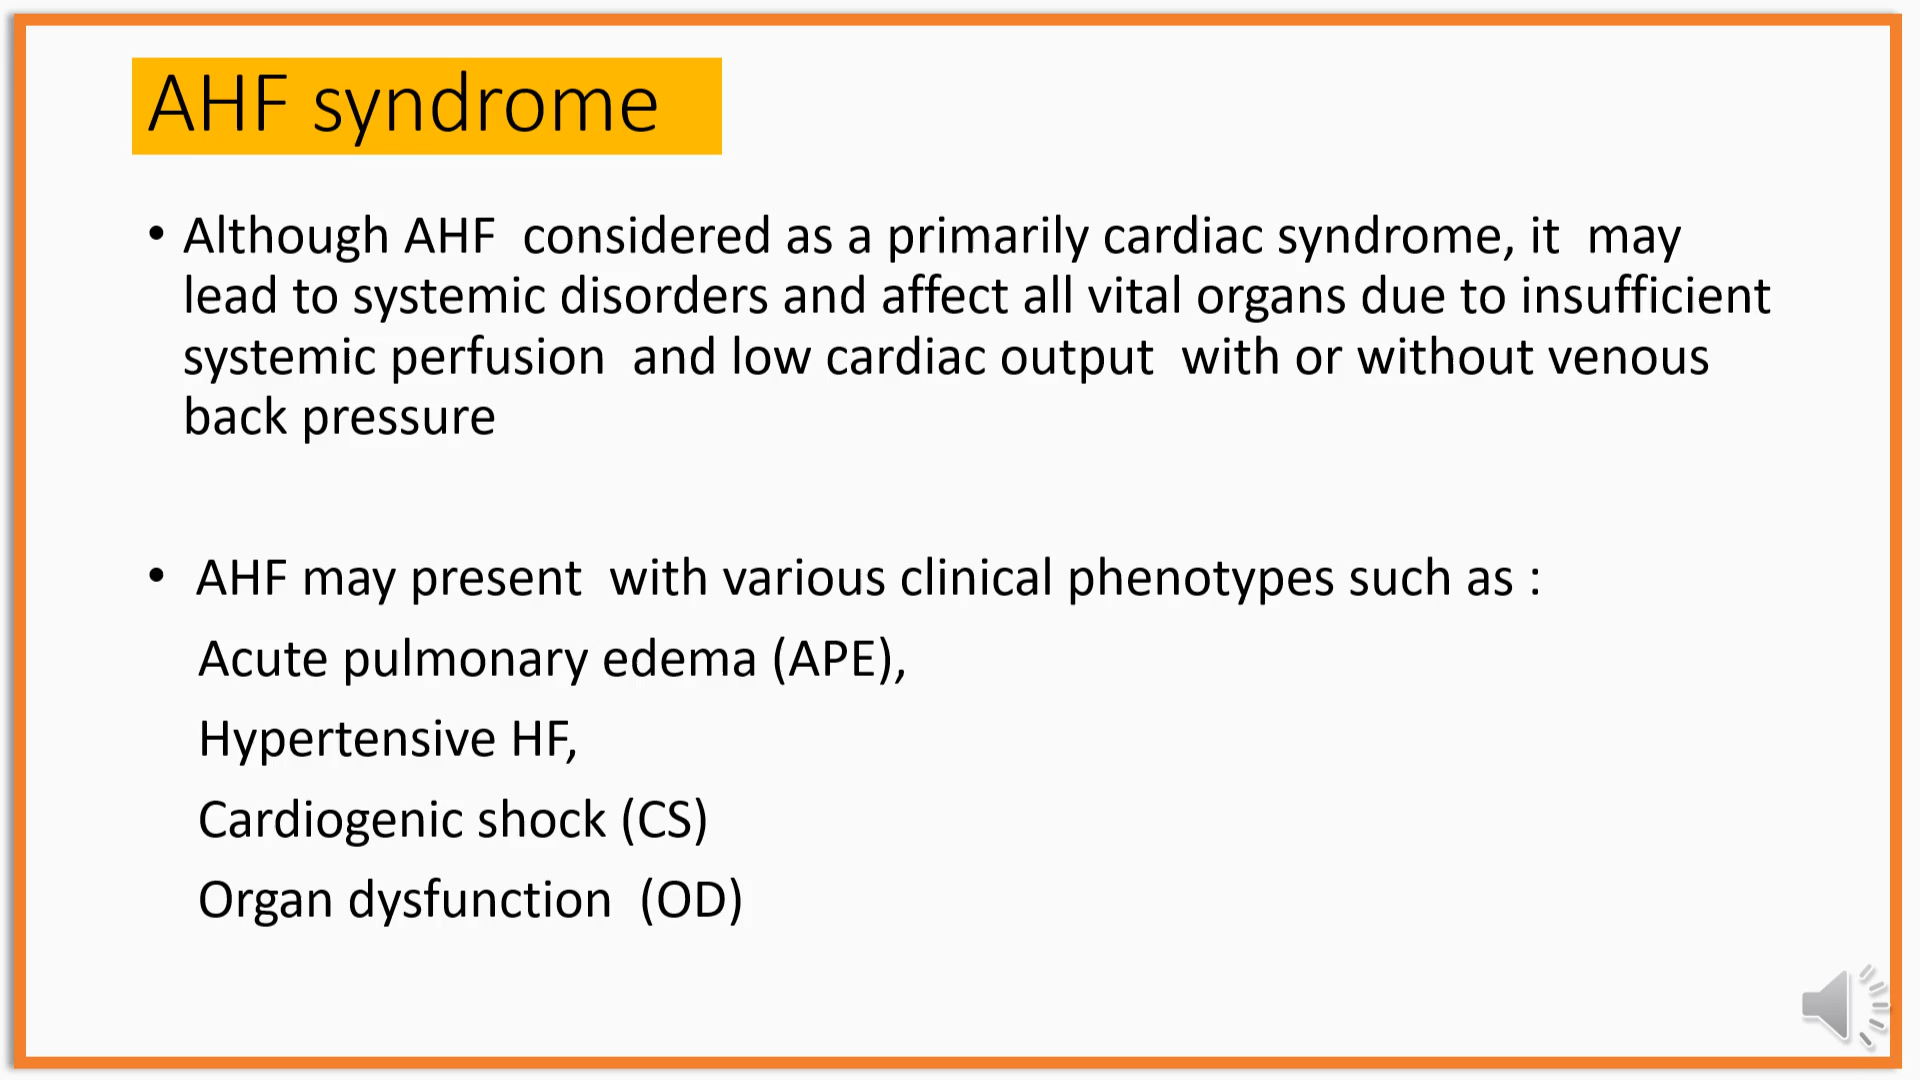 AHF syndrome
• Although AHF considered as a primarily cardiac syndrome, it may
lead to systemic disorders and affect all vital organs due to insufficient
systemic perfusion and low cardiac output with or without venous
back pressure
• AHF may present with various clinical phenotypes such as :
Acute pulmonary edema (APE),
Hypertensive HF,
Cardiogenic shock (CS)
Organ dysfunction (OD)